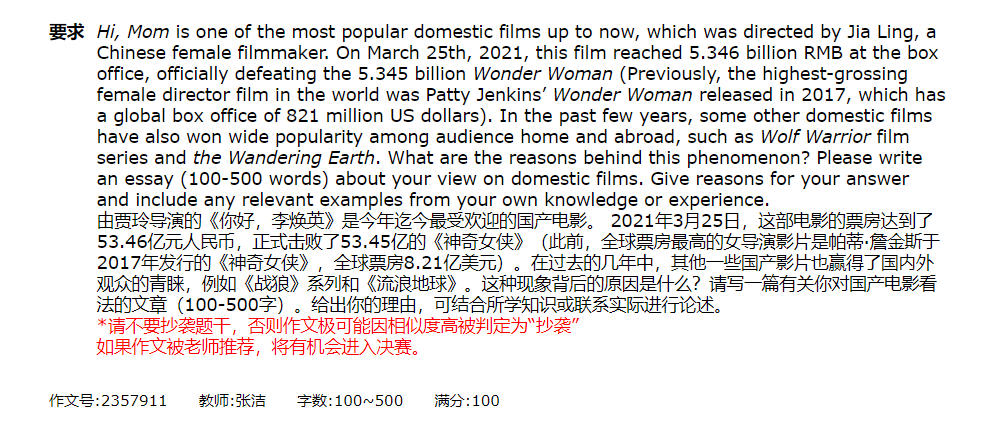 要求 Hi, Mom is one of the most popular domestic films up to now, which was directed by Jia Ling, a
Chinese female filmmaker. On March 25th, 2021, this film reached 5.346 billion RMB at the box
office, officially defeating the 5.345 billion Wonder Woman (Previously, the highest-grossing
female director film in the world was Patty Jenkins’ Wonder Woman released in 2017, which has
a global box office of 821 million US dollars). In the past few years, some other domestic films
have also won wide popularity among audience home and abroad, such as Wolf Warrior film
series and the Wandering Earth. What are the reasons behind this phenomenon? Please write
an essay (100-500 words) about your view on domestic films. Give reasons for your answer
and include any relevant examples from your own knowledge or experience.
由贾玲导演的《你好，李焕英》是今年迄今最受欢迎的国产电影。 2021年3月25日，这部电影的票房达到了
53.46亿元人民币，正式击败了53.45亿的《神奇女侠》（此前，全球票房最高的女导演影片是帕蒂·詹金斯于
2017年发行的《神奇女侠》，全球票房8.21亿美元）。在过去的几年中，其他一些国产影片也赢得了国内外
观众的青睐，例如《战狼》系列和《流浪地球》。这种现象背后的原因是什么？请写一篇有关你对国产电影看
法的文章（100-500字）。给出你的理由，可结合所学知识或联系实际进行论述。
*请不要抄袭题干，否则作文极可能因相似度高被判定为“抄袭”
如果作文被老师推荐，将有机会进入决赛。
作文号:2357911 教师:张洁 字数:100~500 满分:100